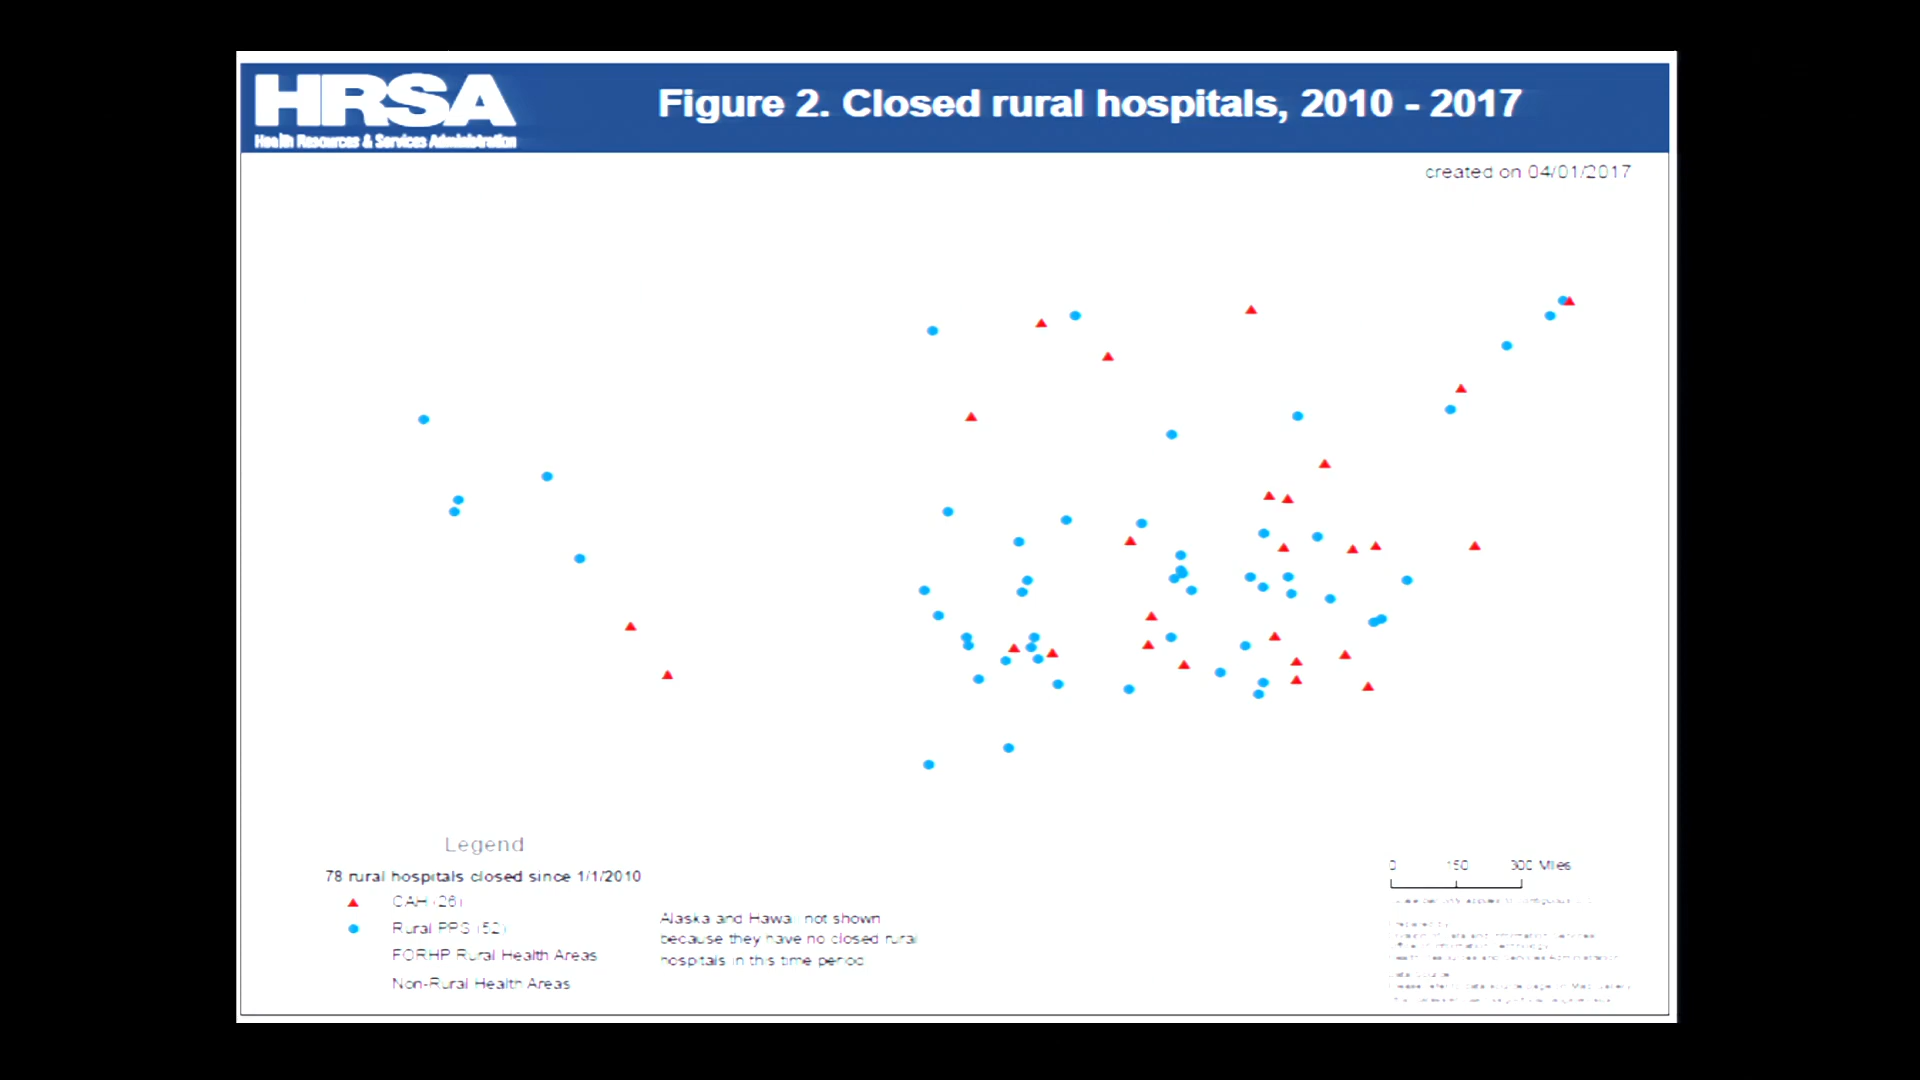 HRSA
Health Resources & Services Administration
Figure 2. Closed rural hospitals, 2010 - 2017
created on 04/01/2017
Legend
78 rural hospitals closed since 1/1/2010
CAH (26)
Rural PPS (52)
FORHP Rural Health Areas
Non-Rural Health Areas
Alaska and Hawaii not shown
because they have no closed rural
hospitals in this time period
0 150 300 Miles